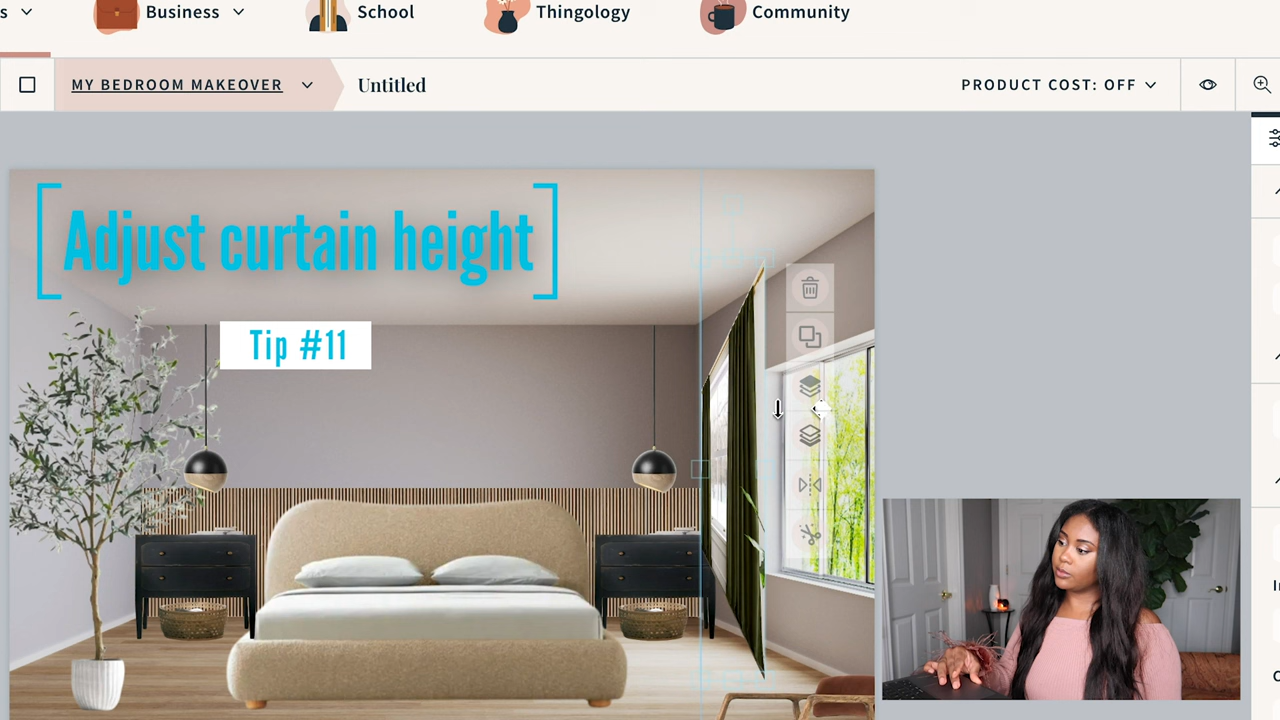 s
Business
School
Thingology
Community
MY BEDROOM MAKEOVER
Untitled
PRODUCT COST: OFF
Adjust curtain height
Tip #11